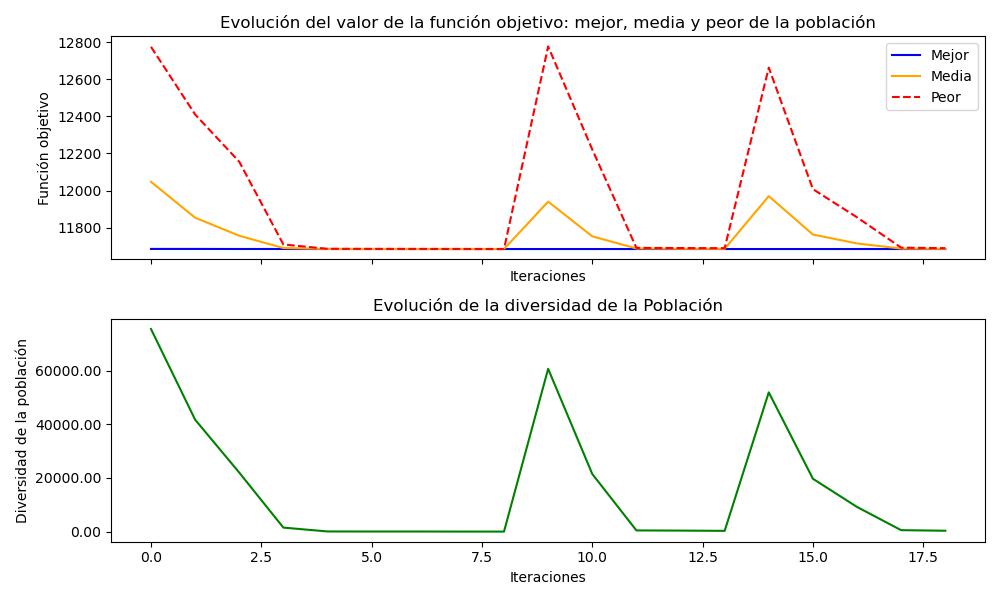 Evolución del valor de la función objetivo: mejor, media y peor de la población
Función objetivo
12800
12600
12400
12200
12000
11800
Mejor
Media
Peor
Iteraciones
Evolución de la diversidad de la Población
Diversidad de la población
60000.00
40000.00
20000.00
0.00
0.0 2.5 5.0 7.5 10.0 12.5 15.0 17.5
Iteraciones